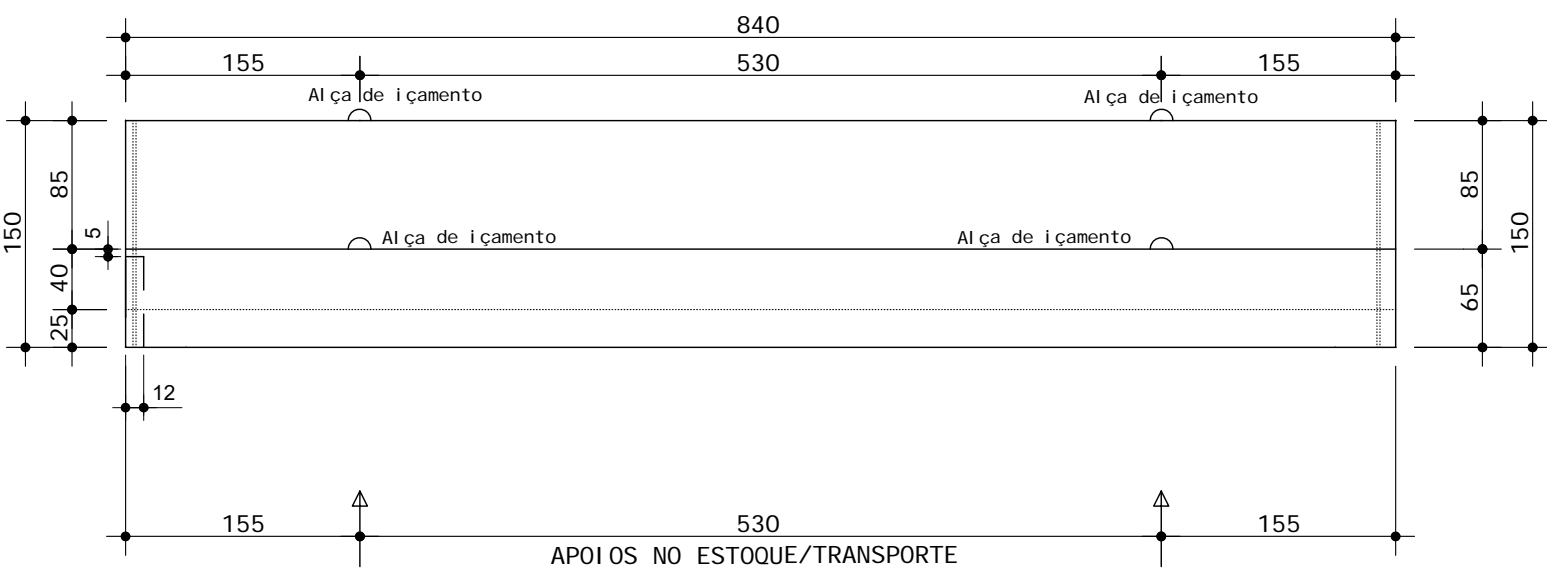 840
155 530 155
Alça de içamento Alça de içamento
85 85
150 150
5 Alça de içamento Alça de içamento
40 65
25
12
155 530 155
APOIOS NO ESTOQUE/TRANSPORTE